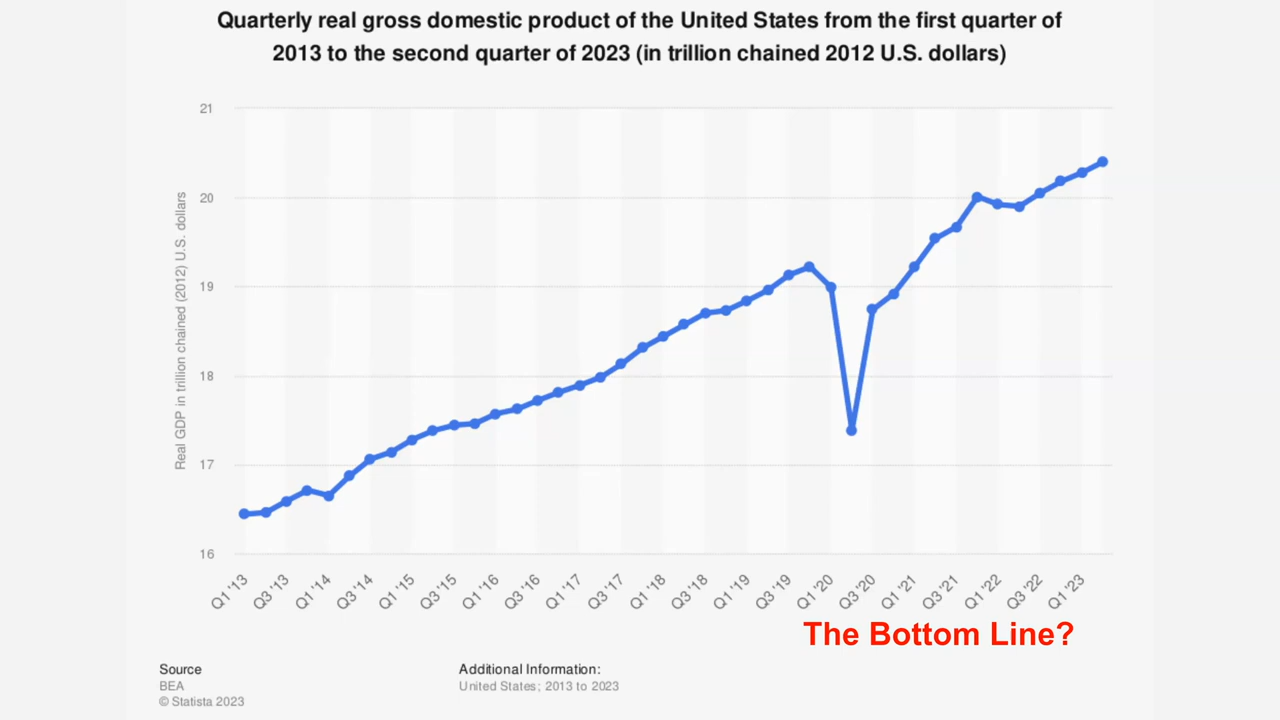 Quarterly real gross domestic product of the United States from the first quarter of
2013 to the second quarter of 2023 (in trillion chained 2012 U.S. dollars)
Real GDP in trillion chained (2012) U.S. dollars
21
20
19
18
17
16
Q1 '13
Q3 '13
Q1 '14
Q3 '14
Q1 '15
Q3 '15
Q1 '16
Q3 '16
Q1 '17
Q3 '17
Q1 '18
Q3 '18
Q1 '19
Q3 '19
Q1 '20
Q3 '20
Q1 '21
Q3 '21
Q1 '22
Q3 '22
Q1 '23
The Bottom Line?
Source
BEA
© Statista 2023
Additional Information:
United States; 2013 to 2023